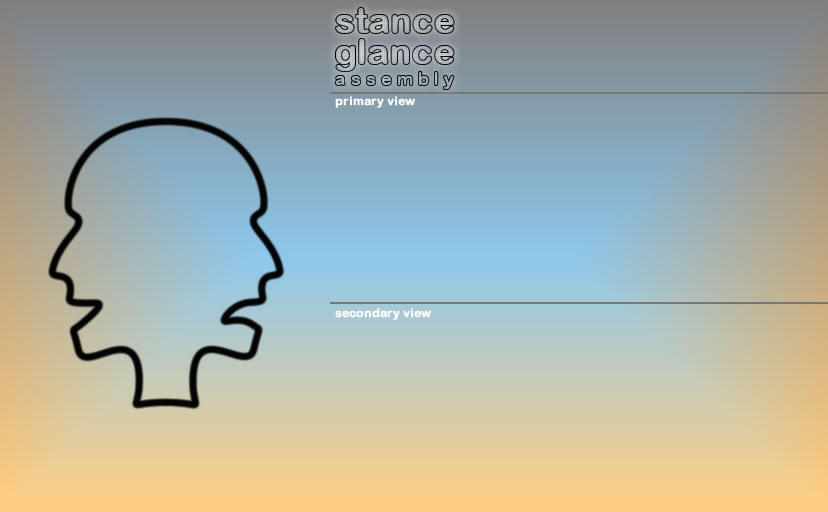 stance
glance
assembly
primary view
secondary view